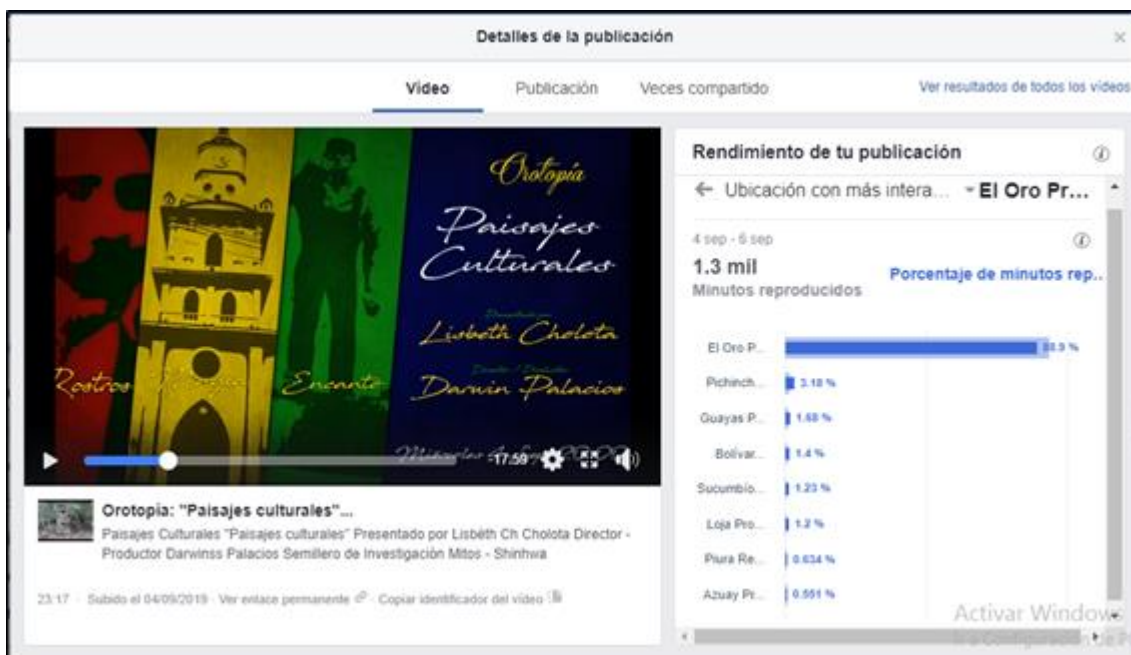 Detalles de la publicación
×
Vídeo Publicación Veces compartido Ver resultados de todos los vídeos
Orotopía
Paisajes
Culturales
Lisbeth Cholota
Darwin Palacios
Rostros Encanto
-17:59
Orotopía: "Paisajes culturales"...
Paisajes Culturales "Paisajes culturales" Presentado por Lisbéth Ch Cholota Director -
Productor Darwinss Palacios Semillero de Investigación Mitos - Shinhwa
23:17 · Subido el 04/09/2019 · Ver enlace permanente · Copiar identificador del vídeo
Rendimiento de tu publicación
Ubicación con más intera... El Oro Pr...
4 sep - 6 sep
1.3 mil
Minutos reproducidos
Porcentaje de minutos rep..
El Oro P...
Pichinch... 3.18 %
Guayas P... 1.68 %
Bolívar... 1.4 %
Sucumbío... 1.23 %
Loja Pro... 1.2 %
Piura Re... 0.634 %
Azuay Pr... 0.551 %
Activar Windows